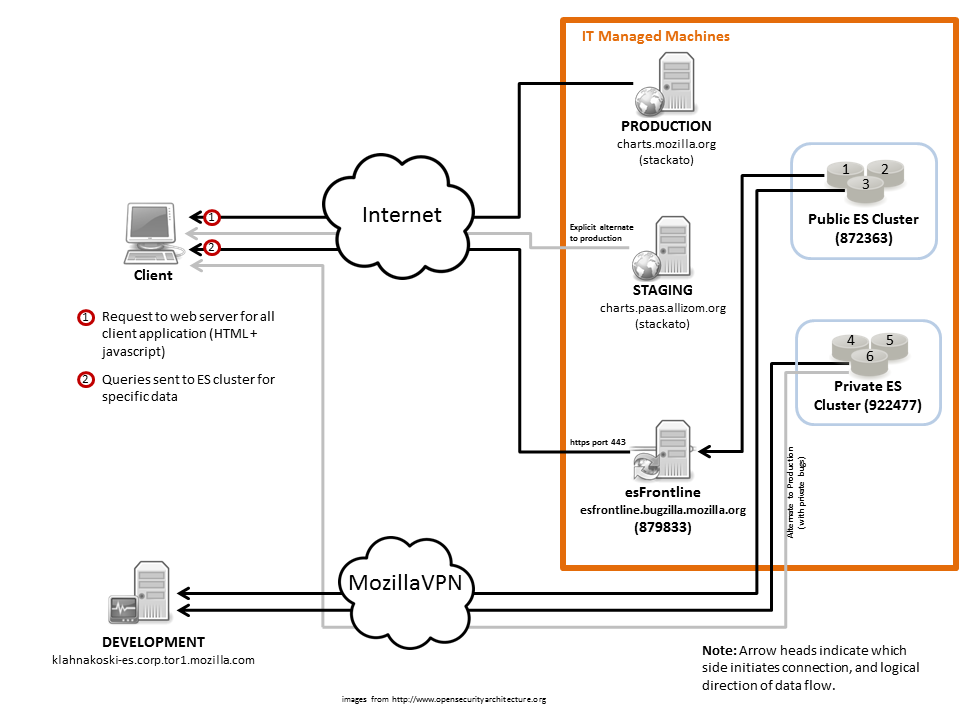 IT Managed Machines
PRODUCTION
charts.mozilla.org
(stackato)
1
2
3
Public ES Cluster
(872363)
Internet
1
2
Client
Explicit alternate
to production
STAGING
charts.paas.allizom.org
(stackato)
1 Request to web server for all
client application (HTML +
javascript)
2 Queries sent to ES cluster for
specific data
4
5
6
Private ES
Cluster (922477)
https port 443
esFrontline
esfrontline.bugzilla.mozilla.org
(879833)
Alternate to Production
(with private bugs)
MozillaVPN
DEVELOPMENT
klahnakoski-es.corp.tor1.mozilla.com
Note: Arrow heads indicate which
side initiates connection, and logical
direction of data flow.
images from http://www.opensecurityarchitecture.org